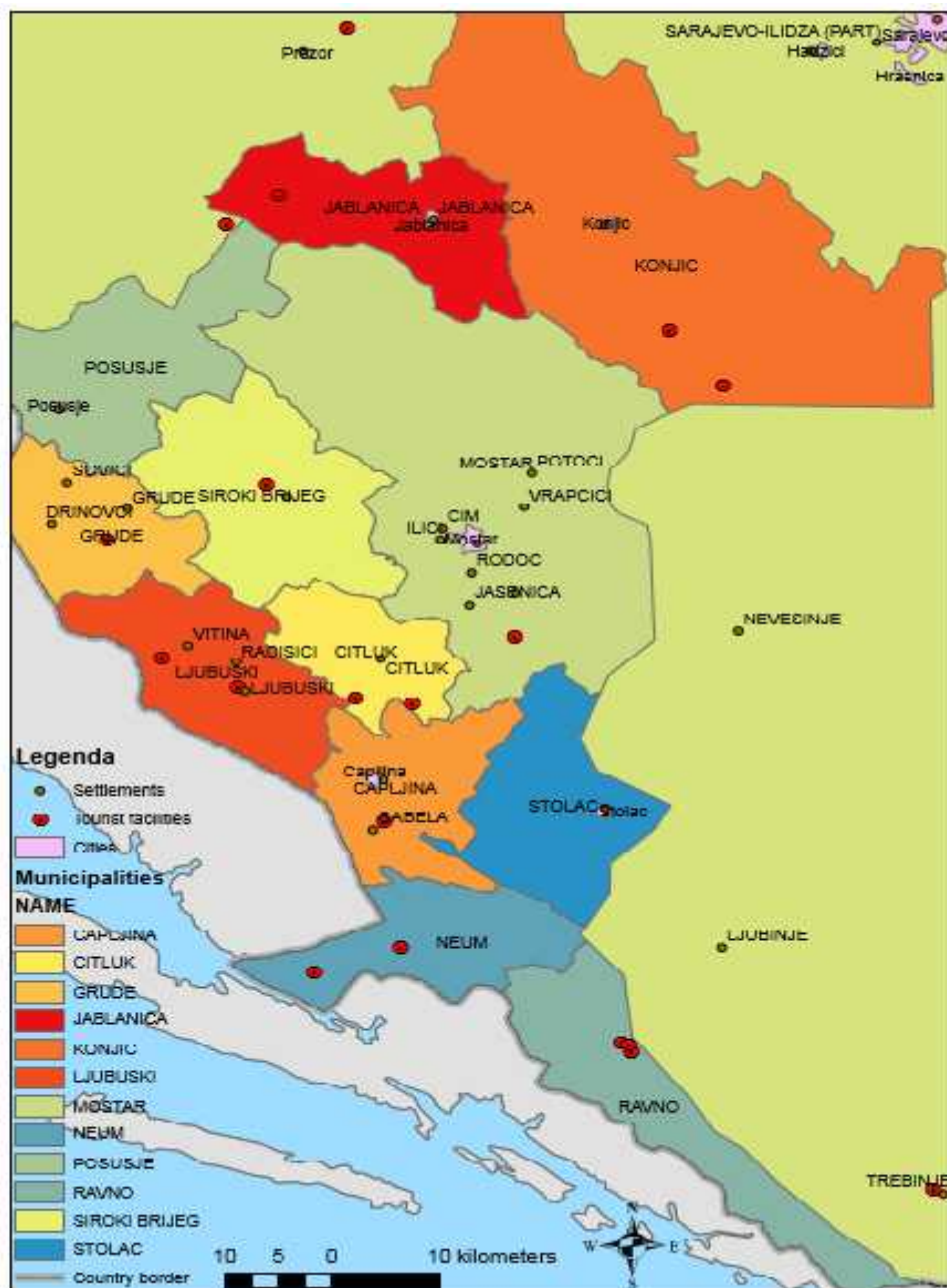 SARAJEVO-ILIDZA (PART)
Sarajevo
Prozor
Hadzici
Hrasnica
JABLANICA
JABLANICA
Jablanica
Konjic
KONJIC
POSUSJE
Posusje
SOVICI
GRUDE
DRINOVCI
GRUDE
SIROKI BRIJEG
MOSTAR
POTOCI
VRAPCICI
CIM
ILICI
Mostar
RODOC
JASENICA
NEVECINJE
VITINA
RADISICI
LJUBUSKI
LJUBUSKI
CITLUK
CITLUK
Capljina
CAPLJINA
GABELA
STOLAC
Stolac
NEUM
LJUBINJE
RAVNO
TREBINJE
Legenda
Settlements
Tourist facilities
Cities
Municipalities
NAME
CAPLJINA
CITLUK
GRUDE
JABLANICA
KONJIC
LJUBUSKI
MOSTAR
NEUM
POSUSJE
RAVNO
SIROKI BRIJEG
STOLAC
Country border
10 5 0 10 kilometers
N
W E
S